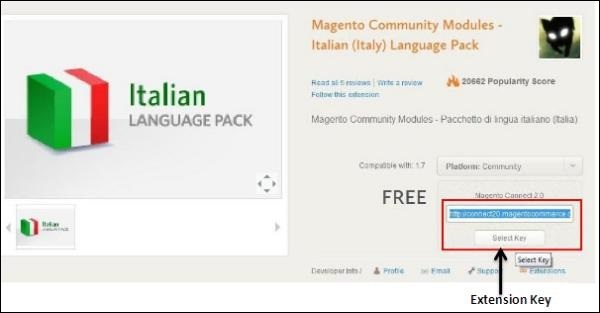 Magento Community Modules -
Italian (Italy) Language Pack
Italian
LANGUAGE PACK
Read all 5 reviews | Write a review
Follow this extension
20662 Popularity Score
Magento Community Modules - Pacchetto di lingua italiano (Italia)
Compatible with: 1.7
Platform: Community
FREE
Magento Connect 2.0
http://connect20.magentocommerce.c
Select Key
Select Key
Italian
LANGUAGE PACK
Developer Info /
Profile
Email
Support
Extensions
Extension Key